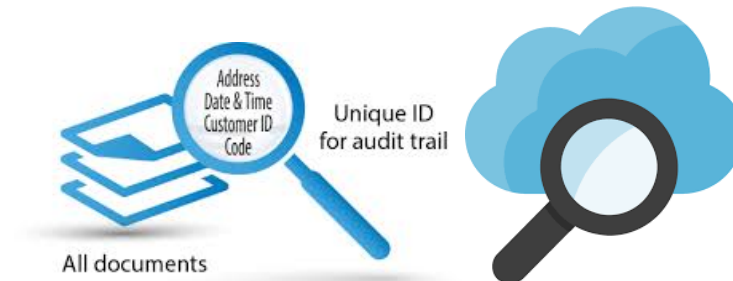 Address
Date & Time
Customer ID
Code
Unique ID
for audit trail
All documents